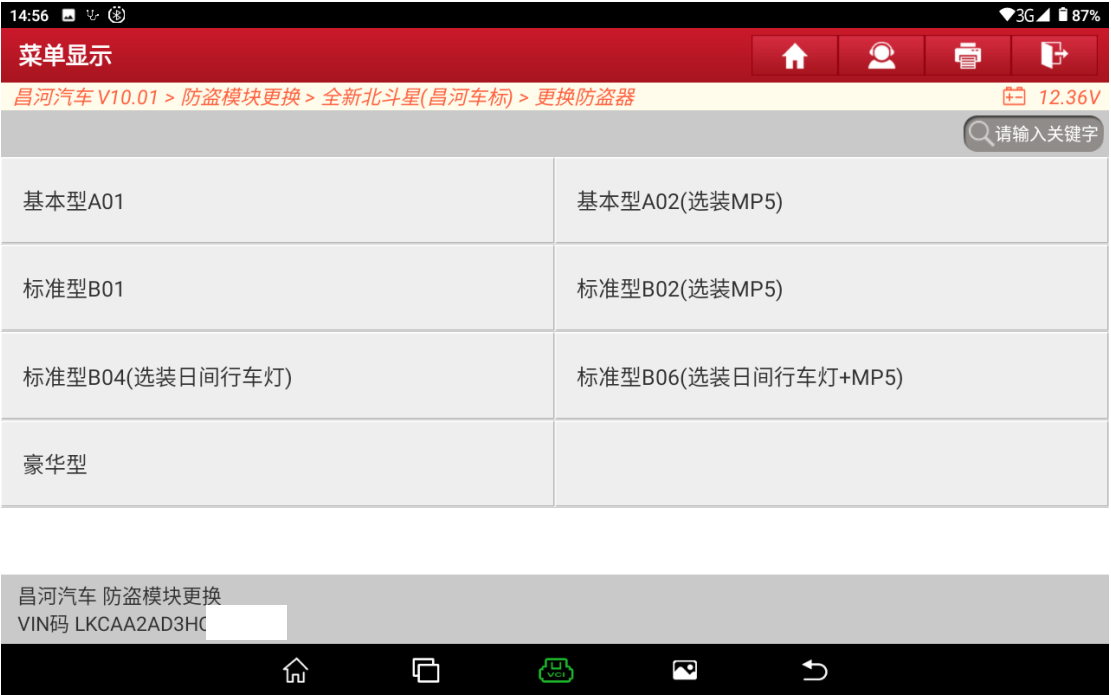 14:56 3G 87%
菜单显示
昌河汽车 V10.01 > 防盗模块更换 > 全新北斗星(昌河车标) > 更换防盗器 12.36V
请输入关键字
基本型A01 基本型A02(选装MP5)
标准型B01 标准型B02(选装MP5)
标准型B04(选装日间行车灯) 标准型B06(选装日间行车灯+MP5)
豪华型
昌河汽车 防盗模块更换
VIN码 LKCAA2AD3H
VCI